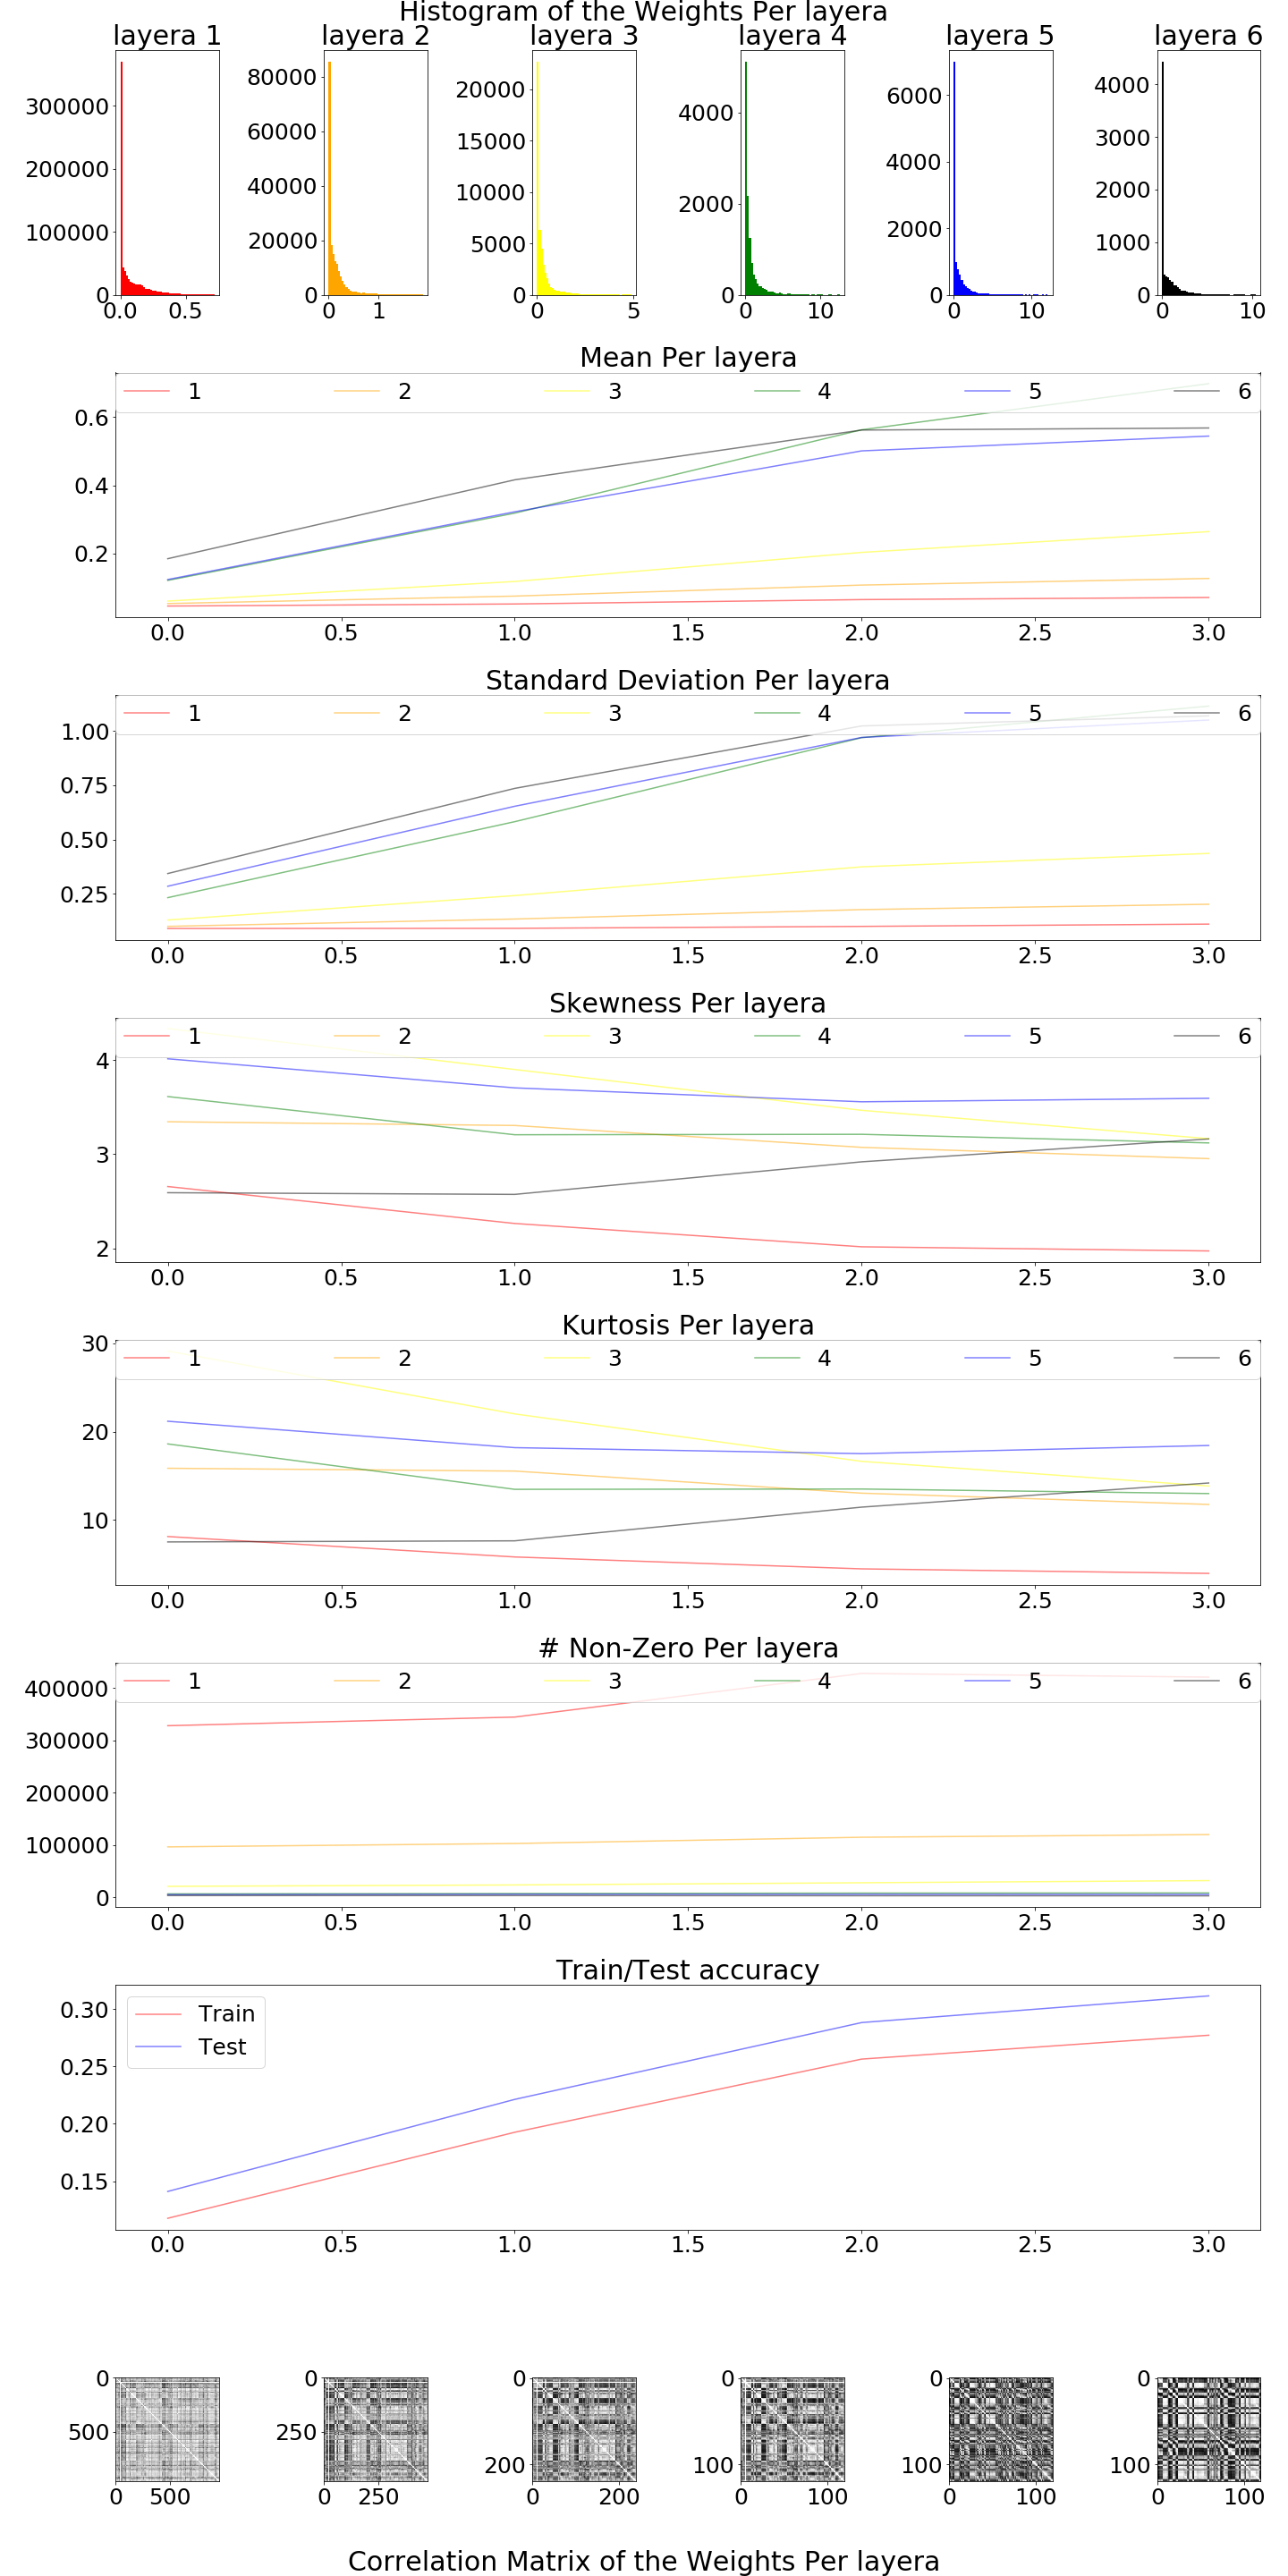 Histogram of the Weights Per layera
layera 1 layera 2 layera 3 layera 4 layera 5 layera 6
300000 200000 100000 0
0.0 0.5
80000 60000 40000 20000 0
0 1
20000 15000 10000 5000 0
0 5
4000 2000 0
0 10
6000 4000 2000 0
0 10
4000 3000 2000 1000 0
0 10
Mean Per layera
1 2 3 4 5 6
0.6
0.4
0.2
0.0 0.5 1.0 1.5 2.0 2.5 3.0
Standard Deviation Per layera
1 2 3 4 5 6
1.00
0.75
0.50
0.25
0.0 0.5 1.0 1.5 2.0 2.5 3.0
Skewness Per layera
1 2 3 4 5 6
4
3
2
0.0 0.5 1.0 1.5 2.0 2.5 3.0
Kurtosis Per layera
30
1 2 3 4 5 6
20
10
0.0 0.5 1.0 1.5 2.0 2.5 3.0
# Non-Zero Per layera
1 2 3 4 5 6
400000
300000
200000
100000
0
0.0 0.5 1.0 1.5 2.0 2.5 3.0
Train/Test accuracy
Train
Test
0.30
0.25
0.20
0.15
0.0 0.5 1.0 1.5 2.0 2.5 3.0
0 500
0 500
0 250
0 250
0 200
0 200
0 100
0 100
0 100
0 100
0 100
0 100
Correlation Matrix of the Weights Per layera